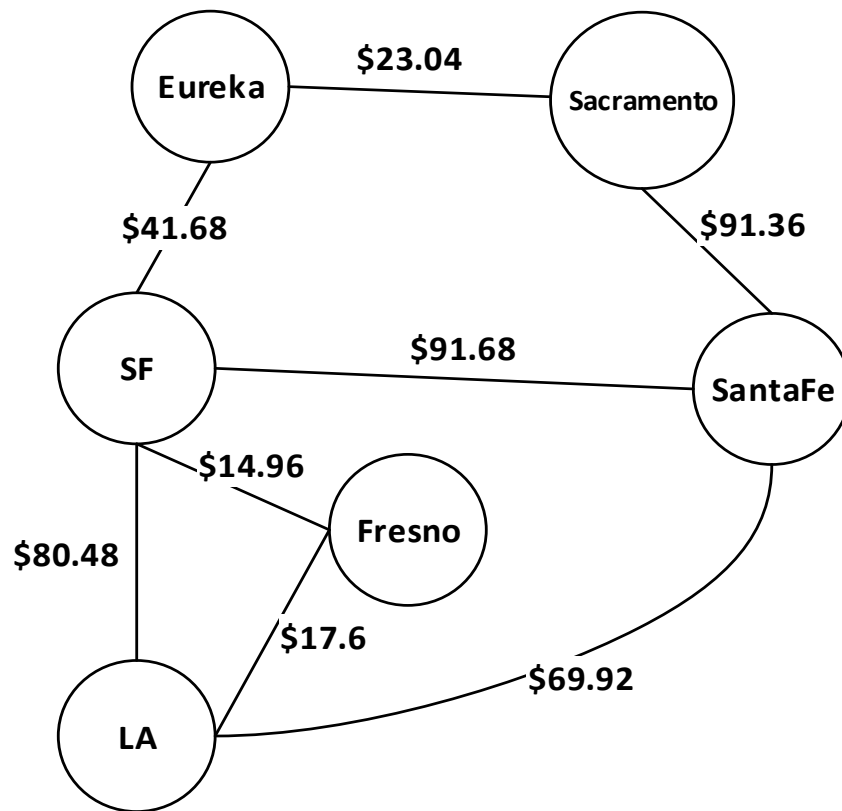 $23.04
Eureka
Sacramento
$41.68
$91.36
$91.68
SF
SantaFe
$14.96
Fresno
$80.48
$17.6
$69.92
LA